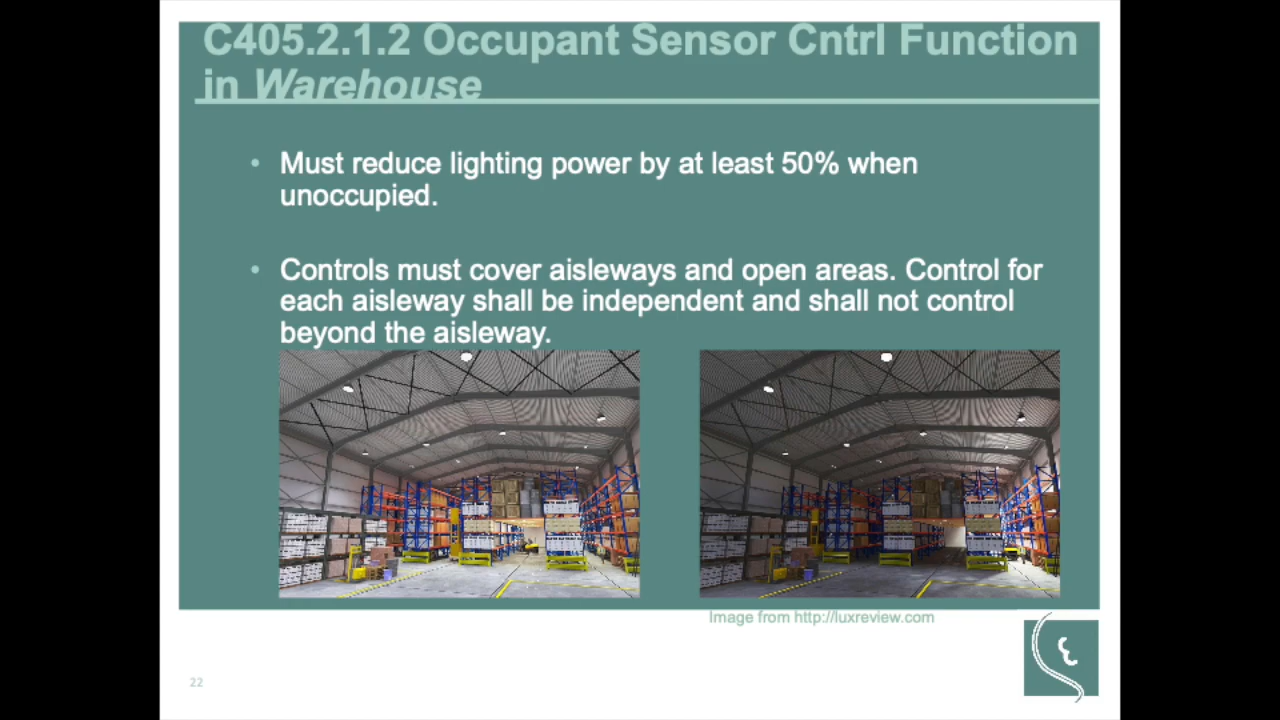 C405.2.1.2 Occupant Sensor Cntrl Function
in Warehouse
• Must reduce lighting power by at least 50% when
unoccupied.
• Controls must cover aisleways and open areas. Control for
each aisleway shall be independent and shall not control
beyond the aisleway.
Image from http://luxreview.com
22